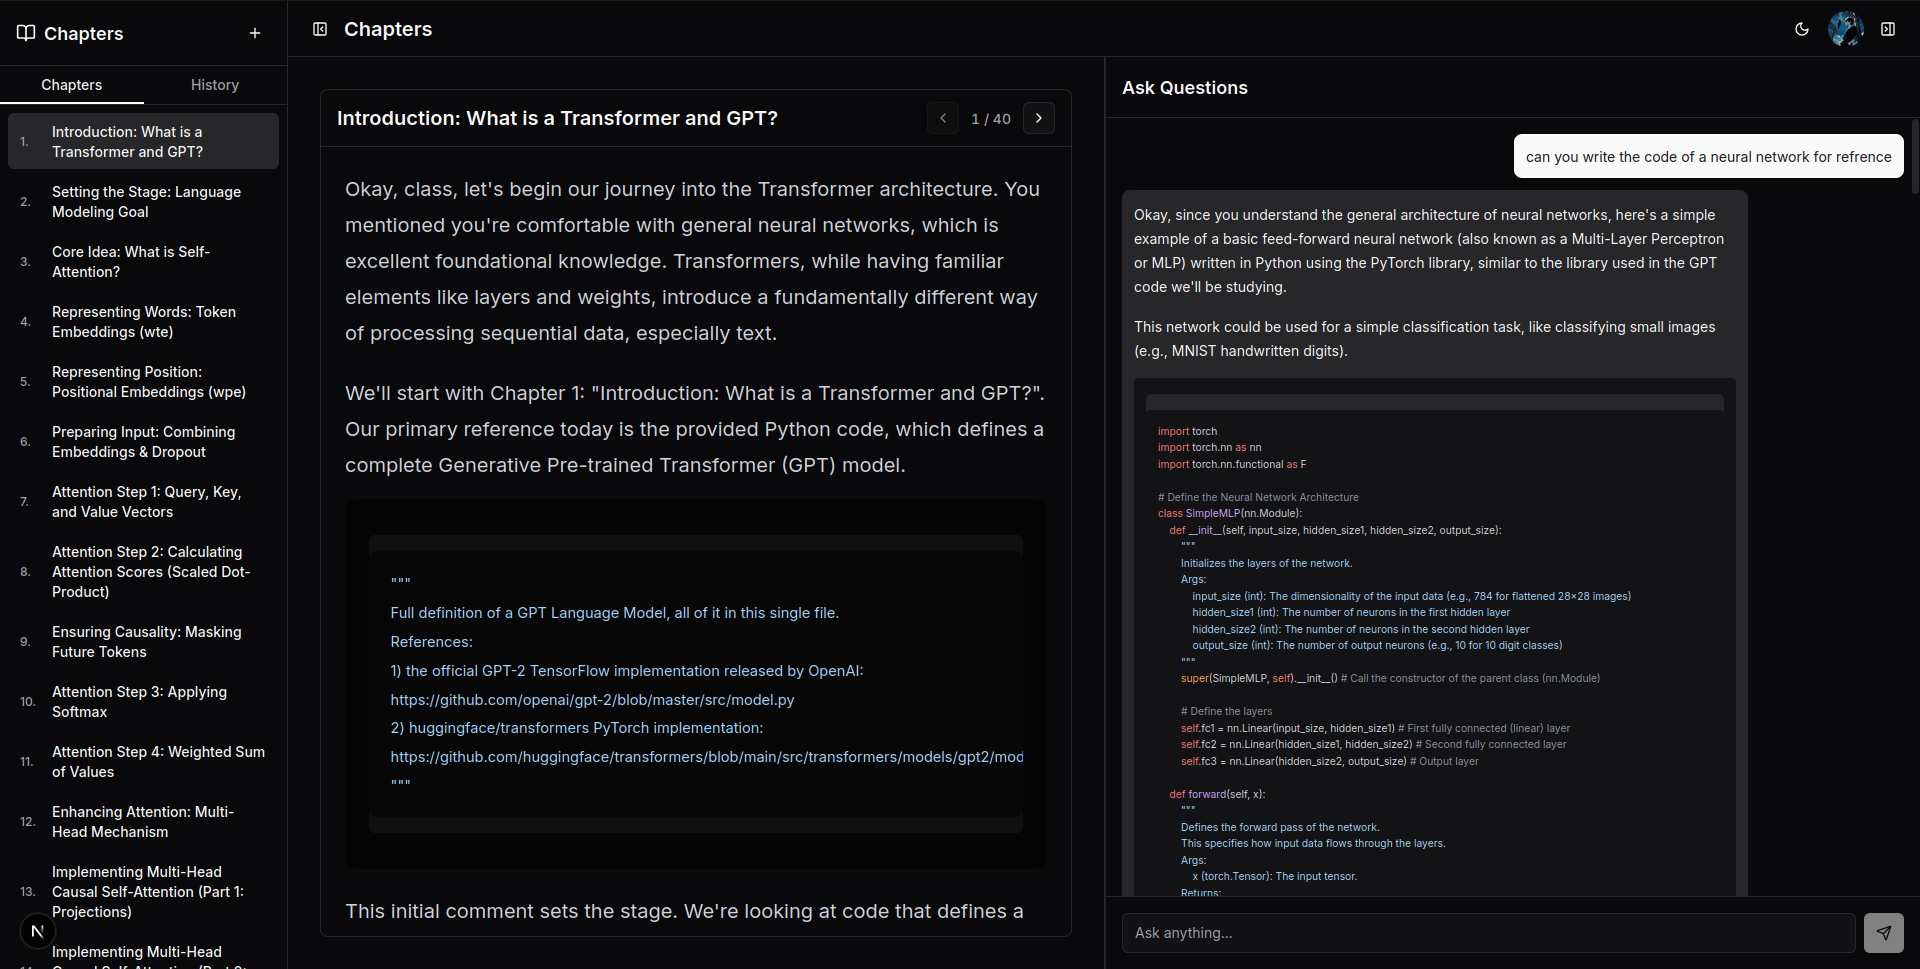 Chapters
Chapters
History
1.
Introduction: What is a
Transformer and GPT?
2.
Setting the Stage: Language
Modeling Goal
3.
Core Idea: What is Self-
Attention?
4.
Representing Words: Token
Embeddings (wte)
5.
Representing Position:
Positional Embeddings (wpe)
6.
Preparing Input: Combining
Embeddings & Dropout
7.
Attention Step 1: Query, Key,
and Value Vectors
8.
Attention Step 2: Calculating
Attention Scores (Scaled Dot-
Product)
9.
Ensuring Causality: Masking
Future Tokens
10.
Attention Step 3: Applying
Softmax
11.
Attention Step 4: Weighted Sum
of Values
12.
Enhancing Attention: Multi-
Head Mechanism
13.
Implementing Multi-Head
Causal Self-Attention (Part 1:
Projections)
Implementing Multi-Head
N
Chapters
Introduction: What is a Transformer and GPT?
1 / 40
Okay, class, let's begin our journey into the Transformer architecture. You
mentioned you're comfortable with general neural networks, which is
excellent foundational knowledge. Transformers, while having familiar
elements like layers and weights, introduce a fundamentally different way
of processing sequential data, especially text.
We'll start with Chapter 1: "Introduction: What is a Transformer and GPT?".
Our primary reference today is the provided Python code, which defines a
complete Generative Pre-trained Transformer (GPT) model.
"""
Full definition of a GPT Language Model, all of it in this single file.
References:
1) the official GPT-2 TensorFlow implementation released by OpenAI:
https://github.com/openai/gpt-2/blob/master/src/model.py
2) huggingface/transformers PyTorch implementation:
https://github.com/huggingface/transformers/blob/main/src/transformers/models/gpt2/mod
"""
This initial comment sets the stage. We're looking at code that defines a
Ask Questions
can you write the code of a neural network for refrence
Okay, since you understand the general architecture of neural networks, here's a simple
example of a basic feed-forward neural network (also known as a Multi-Layer Perceptron
or MLP) written in Python using the PyTorch library, similar to the library used in the GPT
code we'll be studying.
This network could be used for a simple classification task, like classifying small images
(e.g., MNIST handwritten digits).
import torch
import torch.nn as nn
import torch.nn.functional as F
# Define the Neural Network Architecture
class SimpleMLP(nn.Module):
def __init__(self, input_size, hidden_size1, hidden_size2, output_size):
"""
Initializes the layers of the network.
Args:
input_size (int): The dimensionality of the input data (e.g., 784 for flattened 28×28 images)
hidden_size1 (int): The number of neurons in the first hidden layer
hidden_size2 (int): The number of neurons in the second hidden layer
output_size (int): The number of output neurons (e.g., 10 for 10 digit classes)
"""
super(SimpleMLP, self).__init__() # Call the constructor of the parent class (nn.Module)
# Define the layers
self.fc1 = nn.Linear(input_size, hidden_size1) # First fully connected (linear) layer
self.fc2 = nn.Linear(hidden_size1, hidden_size2) # Second fully connected layer
self.fc3 = nn.Linear(hidden_size2, output_size) # Output layer
def forward(self, x):
"""
Defines the forward pass of the network.
This specifies how input data flows through the layers.
Args:
x (torch.Tensor): The input tensor.
Returns:
Ask anything...